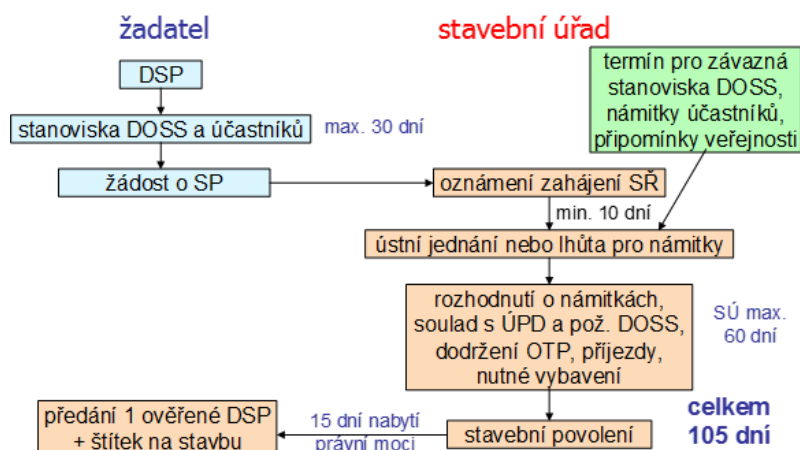 žadatel
stavební úřad
DSP
stanoviska DOSS a účastníků
max. 30 dní
žádost o SP
termín pro závazná
stanoviska DOSS,
námitky účastníků,
připomínky veřejnosti
oznámení zahájení SŘ
min. 10 dní
ústní jednání nebo lhůta pro námitky
rozhodnutí o námitkách,
soulad s ÚPD a pož. DOSS,
dodržení OTP, příjezdy,
nutné vybavení
SÚ max.
60 dní
předání 1 ověřené DSP
+ štítek na stavbu
15 dní nabytí
právní moci
stavební povolení
celkem
105 dní